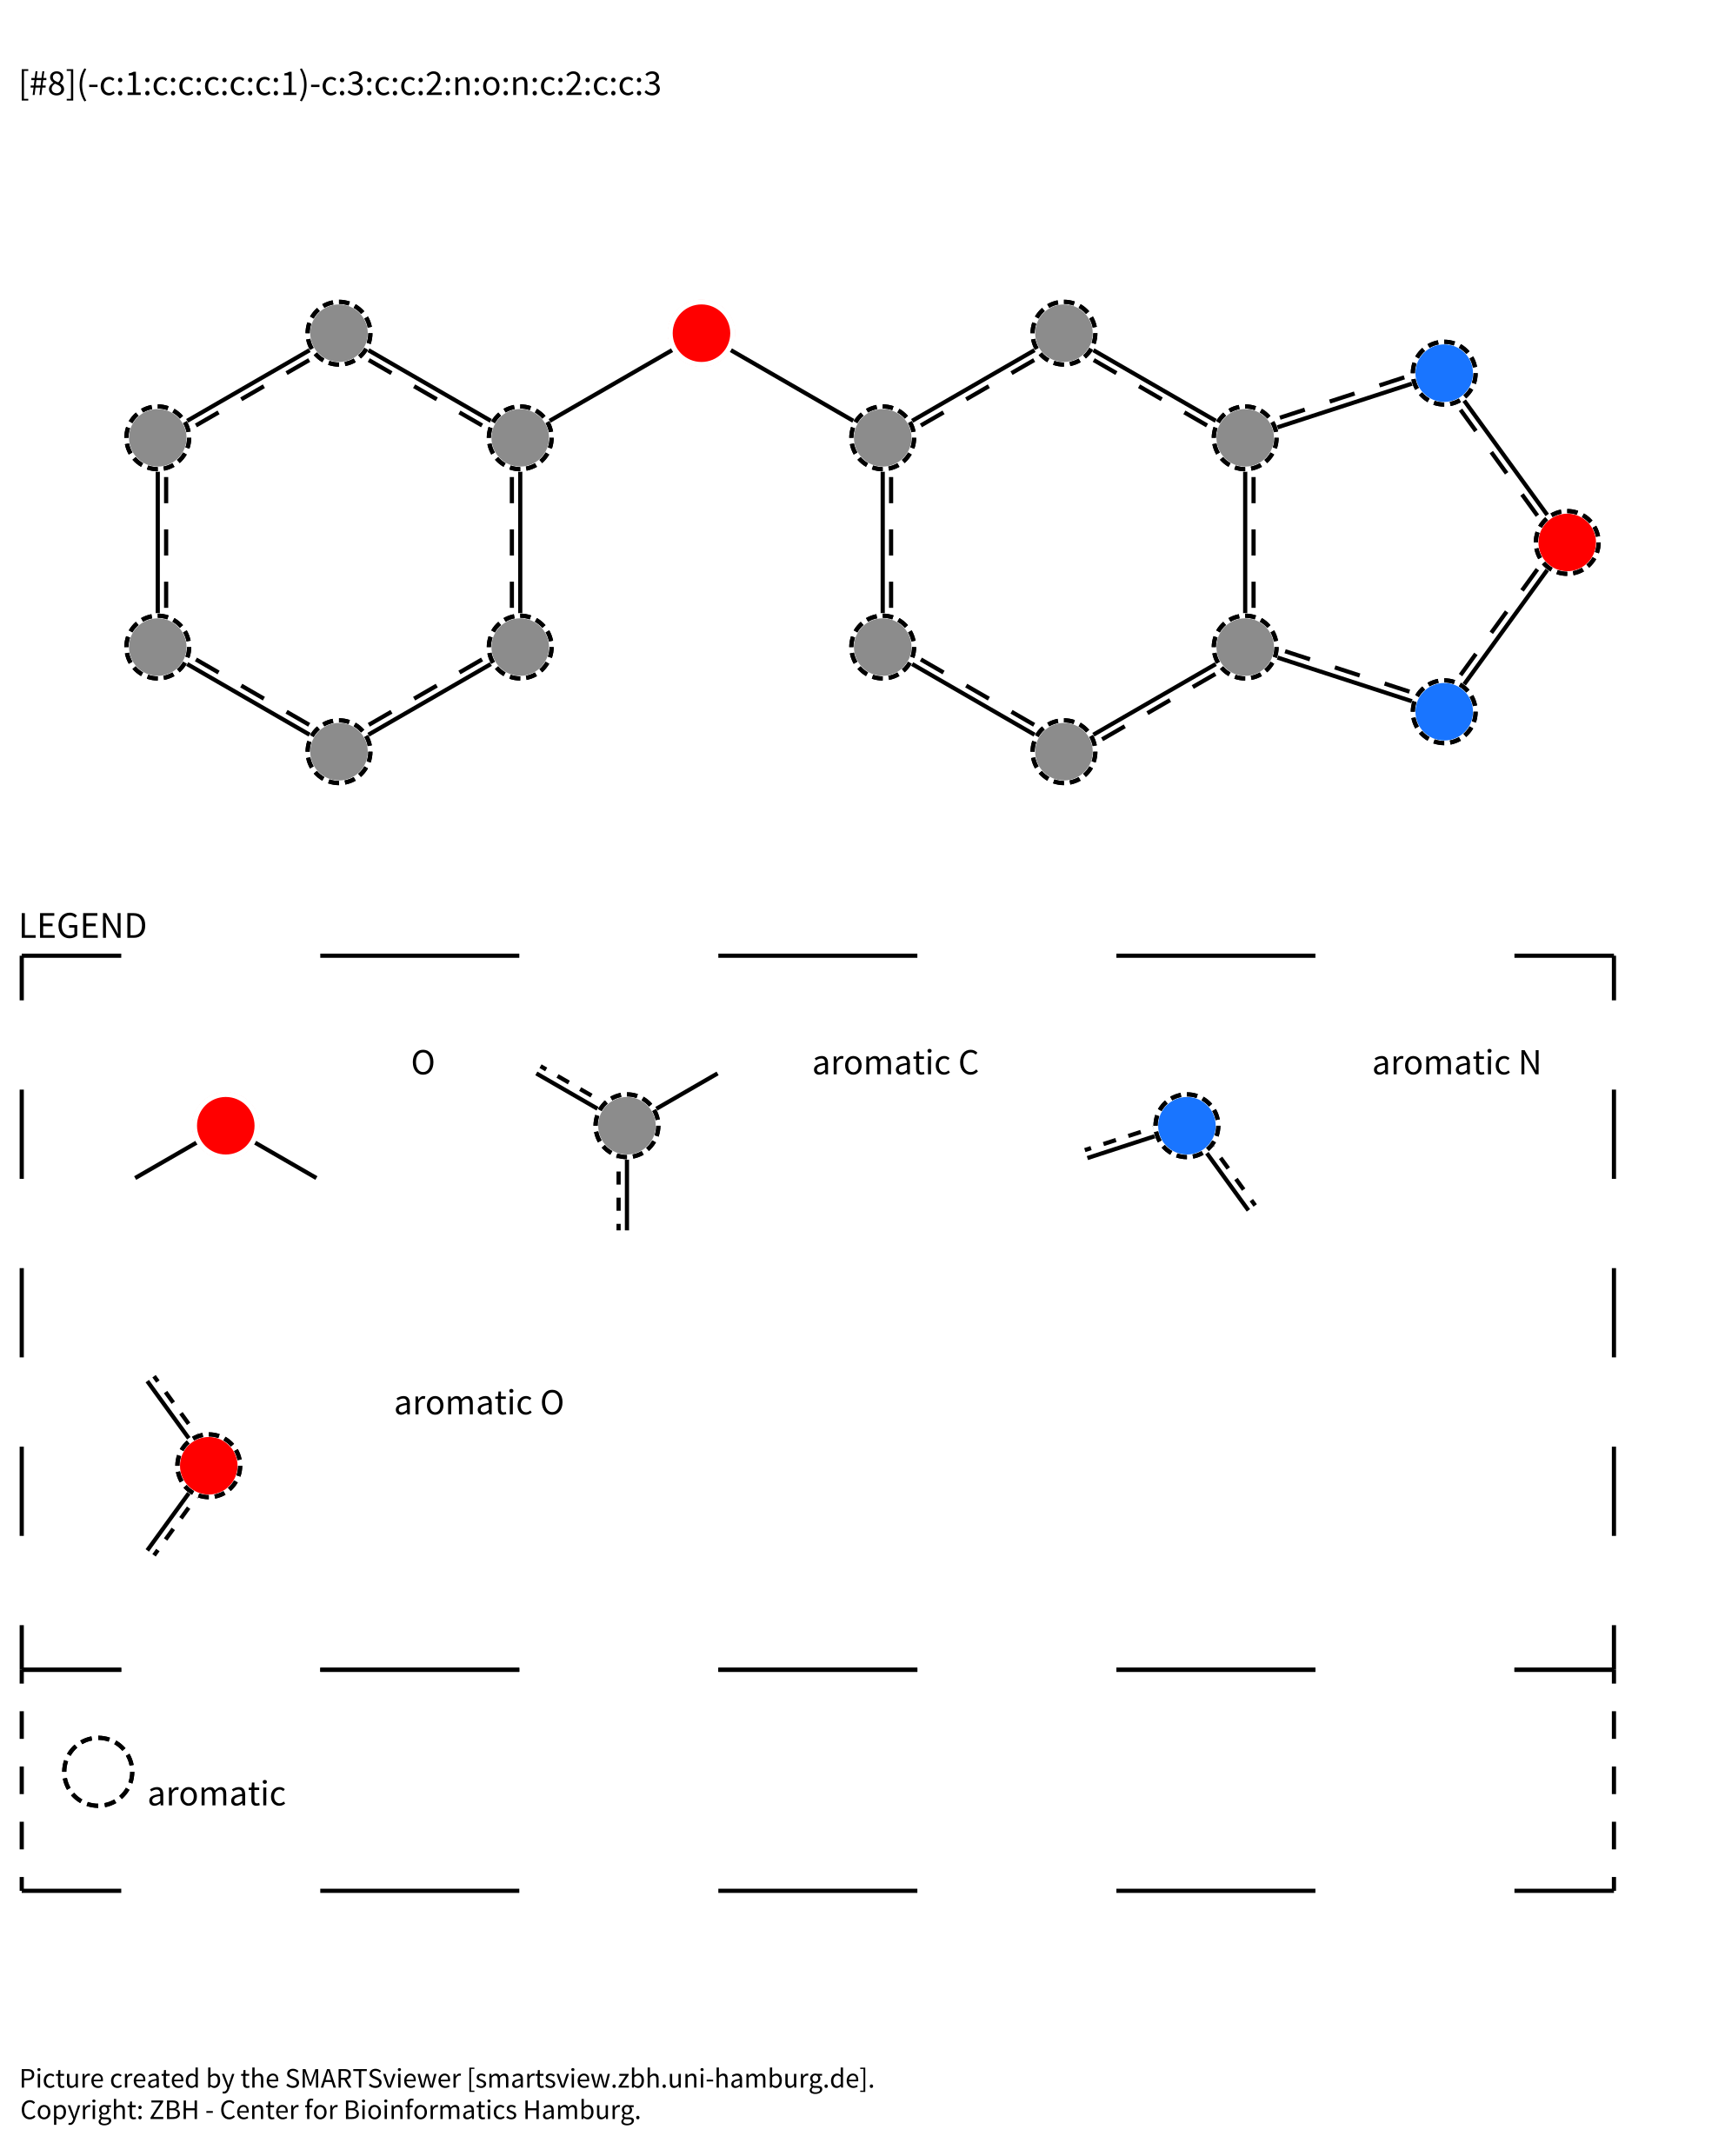 [#8](-c:1:c:c:c:c:c:1)-c:3:c:c:2:n:o:n:c:2:c:c:3
LEGEND
O
aromatic C
aromatic N
aromatic O
aromatic
Picture created by the SMARTSviewer [smartsview.zbh.uni-hamburg.de].
Copyright: ZBH - Center for Bioinformatics Hamburg.